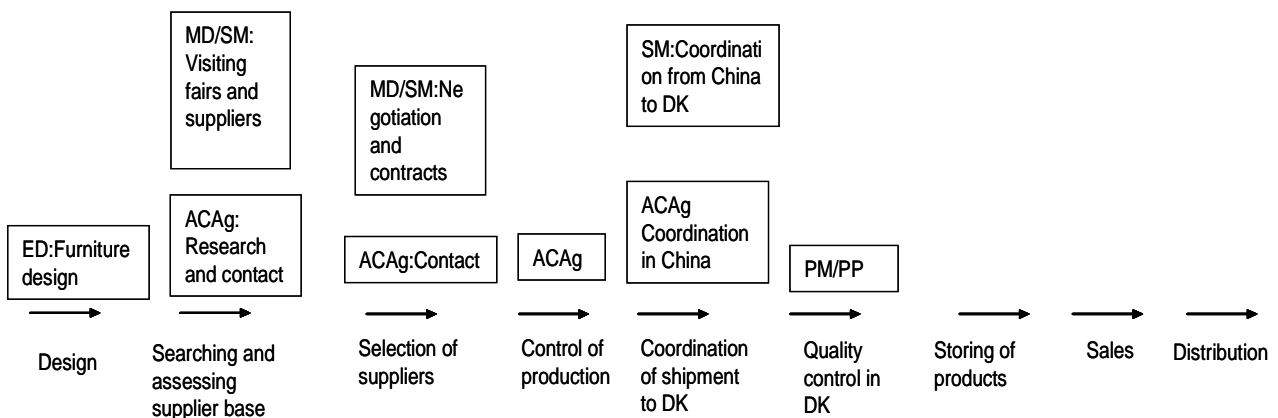 MD/SM:
Visiting
fairs and
suppliers
MD/SM:Ne
gotiation
and
contracts
SM:Coordinati
on from China
to DK
ED:Furniture
design
ACAg:
Research
and contact
ACAg:Contact
ACAg
ACAg
Coordination
in China
PM/PP
Design
Searching and
assessing
supplier base
Selection of
suppliers
Control of
production
Coordination
of shipment
to DK
Quality
control in
DK
Storing of
products
Sales
Distribution